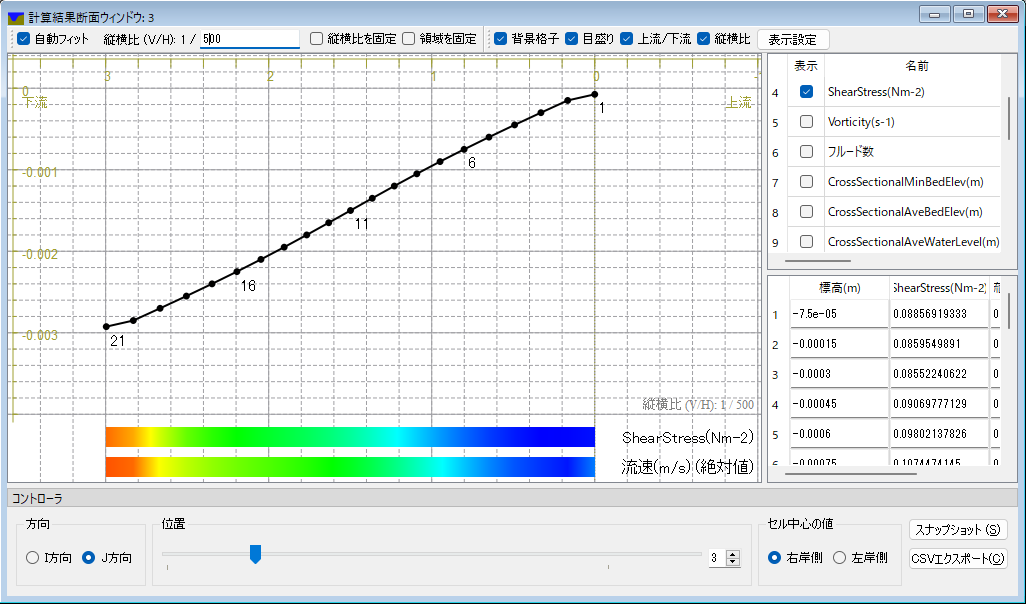 計算結果断面ウィンドウ: 3
自動フィット 縦横比 (V/H): 1 / 500 縦横比を固定 領域を固定 背景格子 目盛り 上流/下流 縦横比 表示設定
3 2 1 0 -1
0
下流 上流
-0.001
-0.002
-0.003
1
6
11
16
21
縦横比 (V/H): 1 / 500
ShearStress(Nm-2)
流速(m/s) (絶対値)
表示 名前
4 ShearStress(Nm-2)
5 Vorticity(s-1)
6 フルード数
7 CrossSectionalMinBedElev(m)
8 CrossSectionalAveBedElev(m)
9 CrossSectionalAveWaterLevel(m)
標高(m) ShearStress(Nm-2)
1 -7.5e-05 0.08856919333 0
2 -0.00015 0.0859549891 0
3 -0.0003 0.08552240622 0
4 -0.00045 0.09069777129 0
5 -0.0006 0.09802137826 0
6 -0.00075 0.1074474145 0
コントローラ
方向 位置 セル中心の値
I方向 J方向 3 右岸側 左岸側
スナップショット (S)
CSVエクスポート(C)